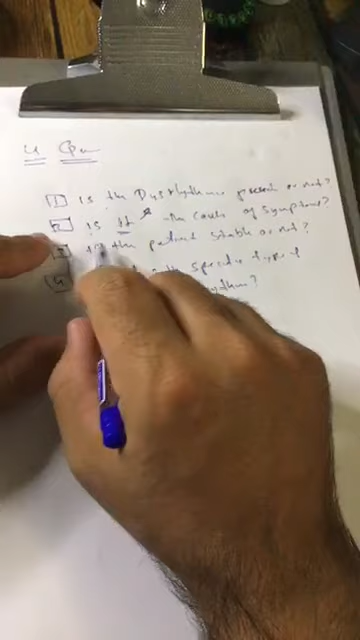 4 Qs
1 is the Dysrhythmia present or not?
2 is it the cause of symptoms?
3 is the patient stable or not?
4 specific type of